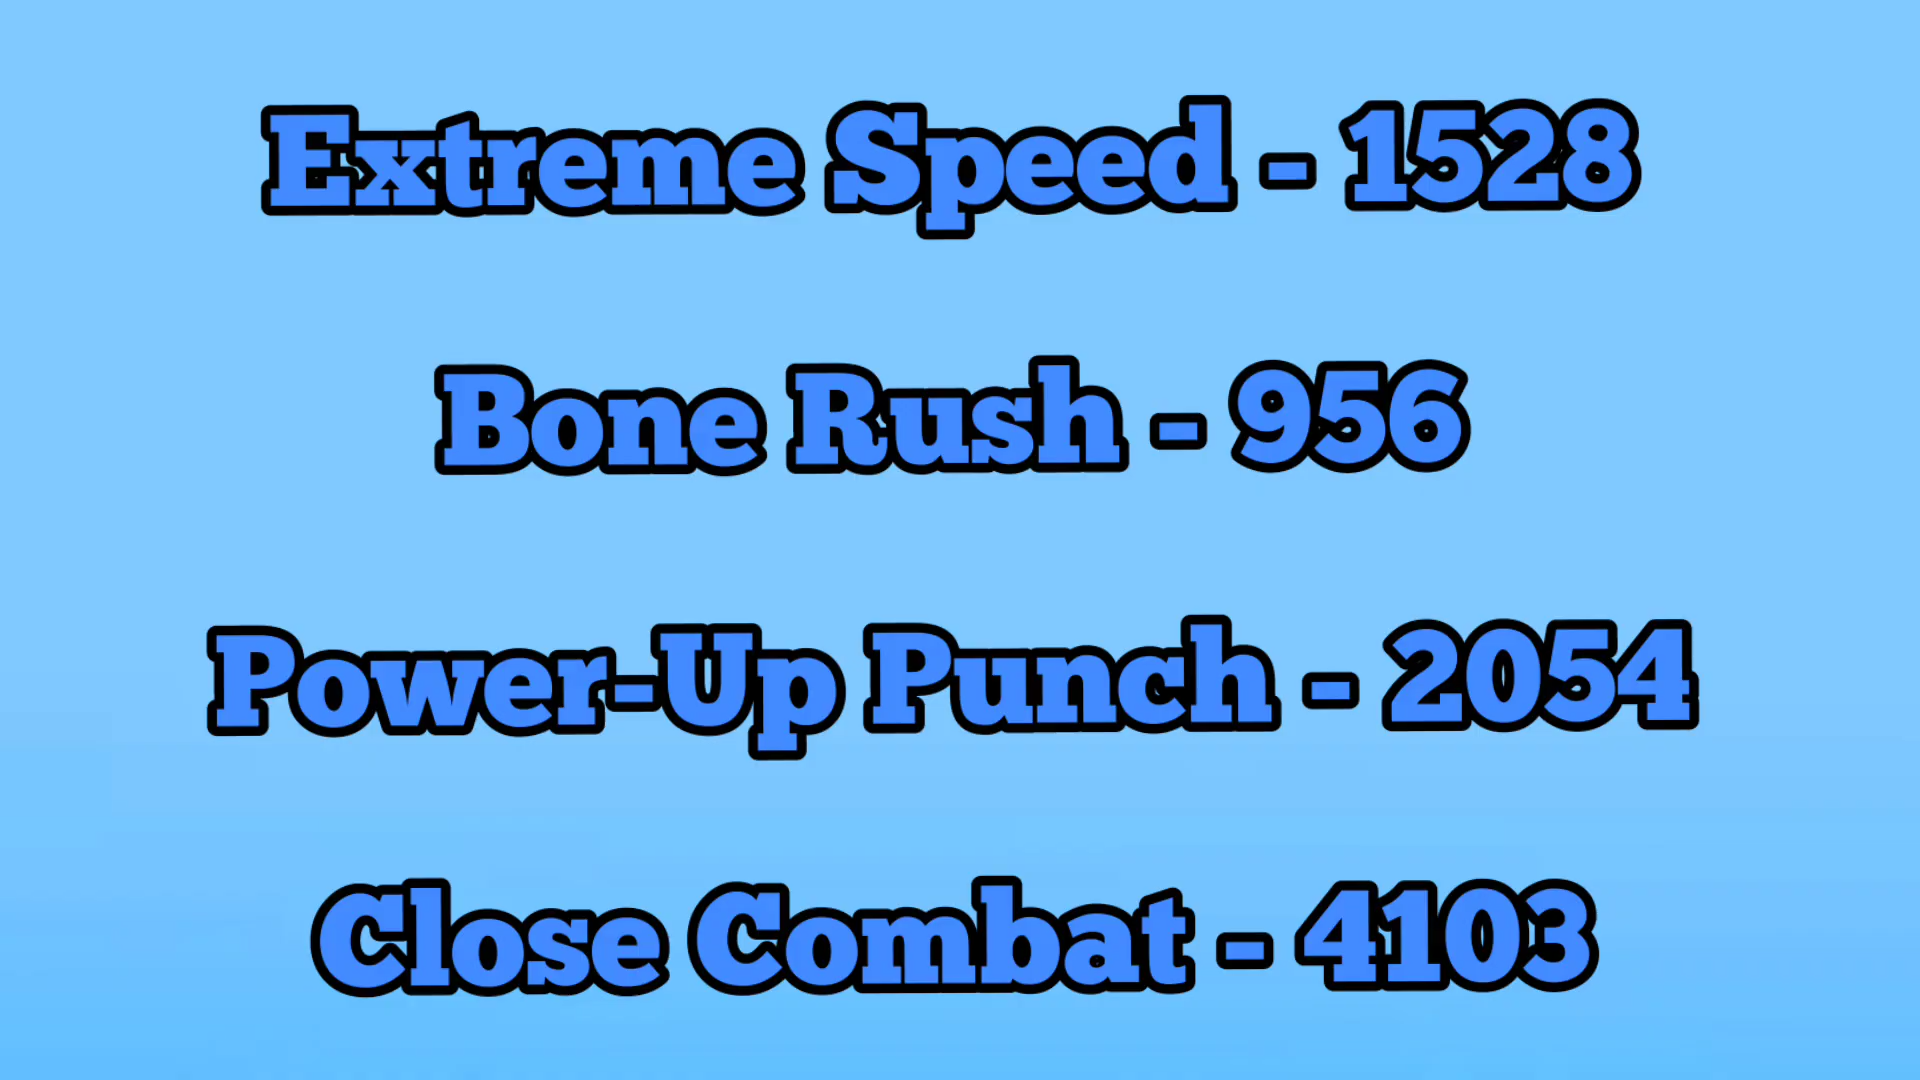 Extreme Speed - 1528
Bone Rush - 956
Power-Up Punch - 2054
Close Combat - 4103